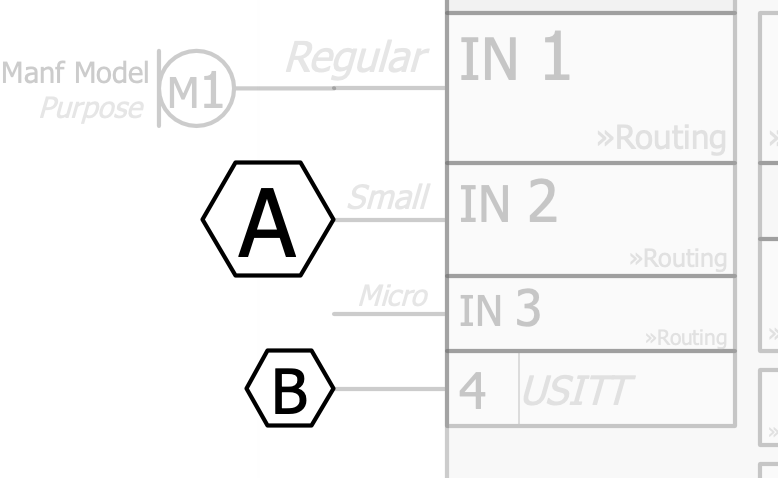 Regular
Manf Model
Purpose
M1
IN 1
»Routing
A
Small
IN 2
»Routing
Micro
IN 3
»Routing
B
4
USITT
»
»
»